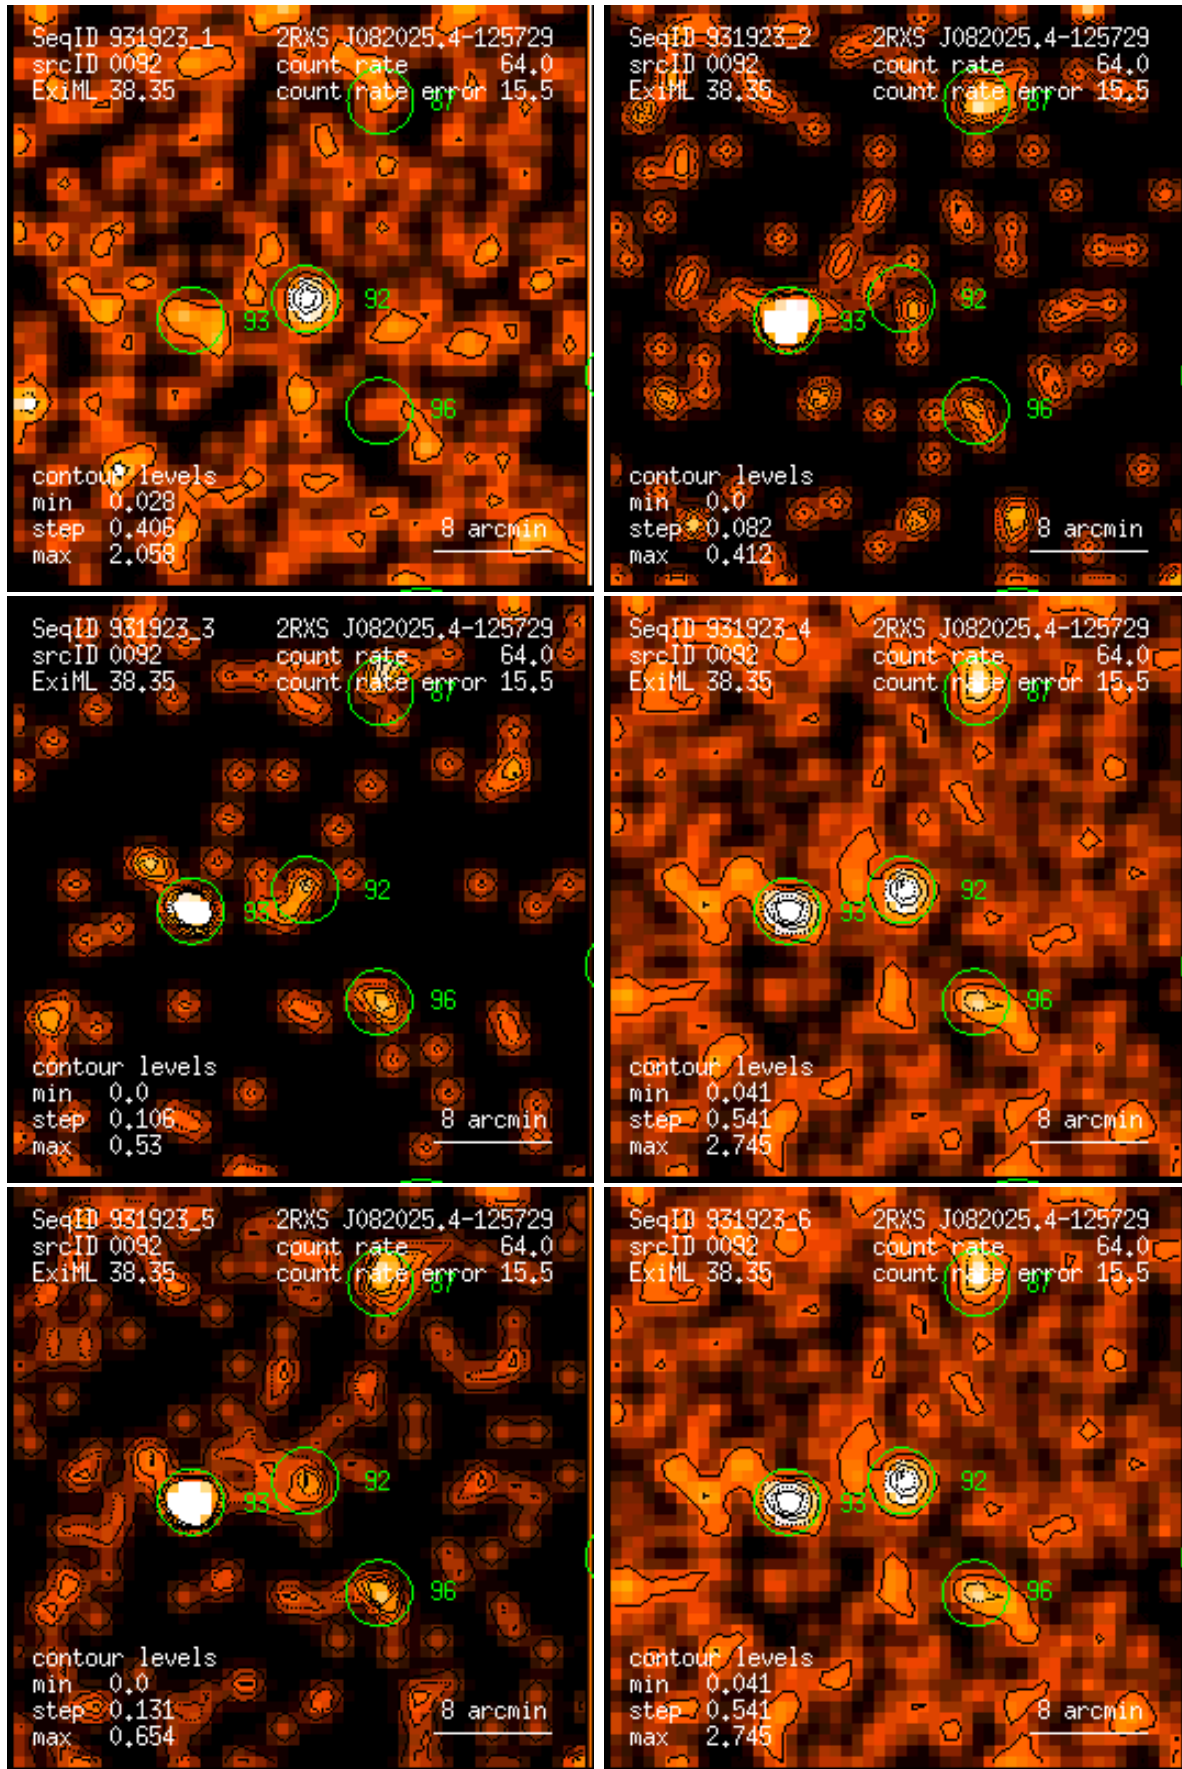 SeqID 931923_1 2RXS J082025.4-125729
srcID 0092 count rate 64.0
ExiML 38.35 count rate error 15.5
87
92
93
96
contour levels
min 0.028
step 0.406
max 2.058
8 arcmin
SeqID 931923_2 2RXS J082025.4-125729
srcID 0092 count rate 64.0
ExiML 38.35 count rate error 15.5
87
92
93
96
contour levels
min 0.0
step 0.082
max 0.412
8 arcmin
SeqID 931923_3 2RXS J082025.4-125729
srcID 0092 count rate 64.0
ExiML 38.35 count rate error 15.5
87
92
93
96
contour levels
min 0.0
step 0.106
max 0.53
8 arcmin
SeqID 931923_4 2RXS J082025.4-125729
srcID 0092 count rate 64.0
ExiML 38.35 count rate error 15.5
87
92
93
96
contour levels
min 0.041
step 0.541
max 2.745
8 arcmin
SeqID 931923_5 2RXS J082025.4-125729
srcID 0092 count rate 64.0
ExiML 38.35 count rate error 15.5
87
92
93
96
contour levels
min 0.0
step 0.131
max 0.654
8 arcmin
SeqID 931923_6 2RXS J082025.4-125729
srcID 0092 count rate 64.0
ExiML 38.35 count rate error 15.5
87
92
93
96
contour levels
min 0.041
step 0.541
max 2.745
8 arcmin